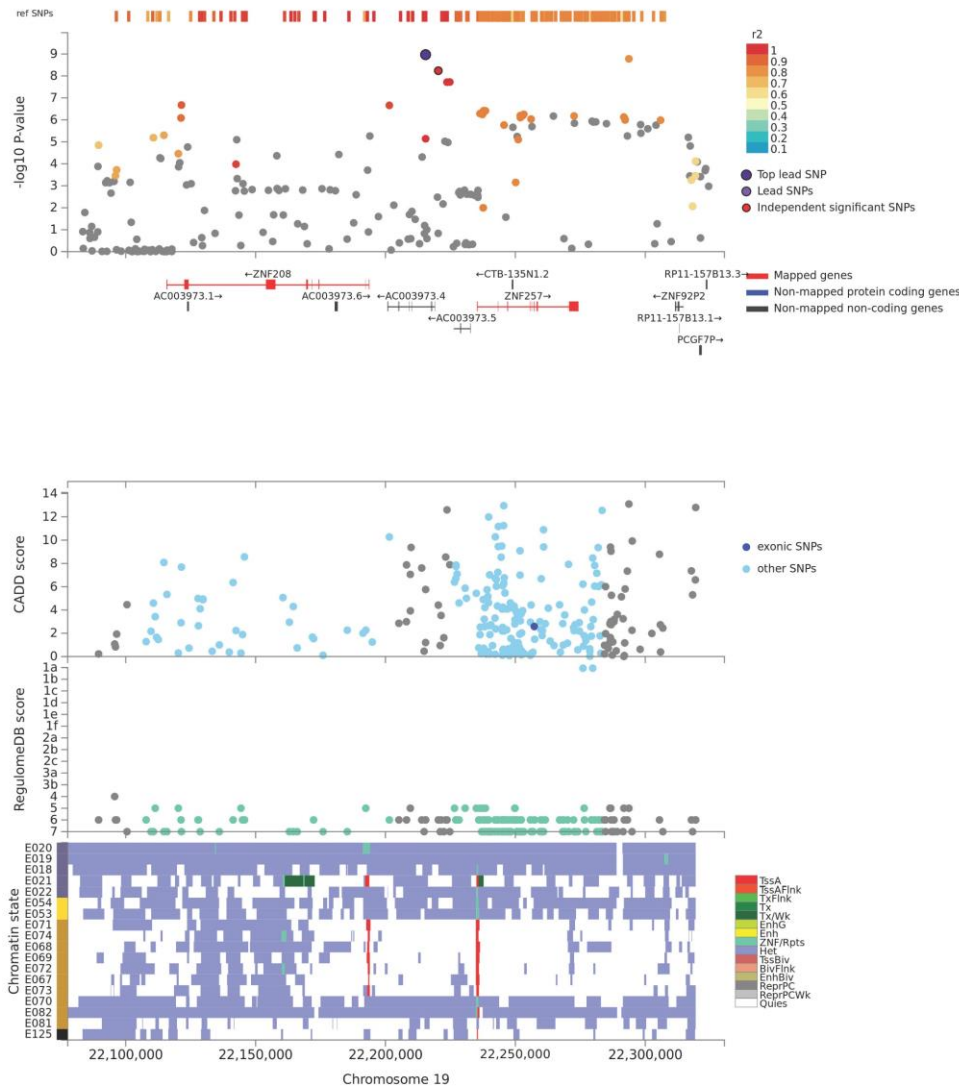 ref SNPs
-log10 P-value
9
8
7
6
5
4
3
2
1
0
r2
1
0.9
0.8
0.7
0.6
0.5
0.4
0.3
0.2
0.1
Top lead SNP
Lead SNPs
Independent significant SNPs
←ZNF208
AC003973.1→
AC003973.6→
←AC003973.4
←AC003973.5
←CTB-135N1.2
ZNF257→
RP11-157B13.3→
←ZNF92P2
RP11-157B13.1→
PCGF7P→
Mapped genes
Non-mapped protein coding genes
Non-mapped non-coding genes
CADD score
14
12
10
8
6
4
2
0
exonic SNPs
other SNPs
RegulomeDB score
1a
1b
1c
1d
1e
1f
2a
2b
2c
3a
3b
4
5
6
7
Chromatin state
E020
E019
E018
E021
E022
E054
E053
E071
E074
E068
E069
E072
E067
E073
E070
E082
E081
E125
TssA
TssAFlnk
TxFlnk
Tx
Tx/Wk
EnhG
Enh
ZNF/Rpts
Het
TssBiv
BivFlnk
EnhBiv
ReprPC
ReprPCWk
Quies
22,100,000
22,150,000
22,200,000
22,250,000
22,300,000
Chromosome 19